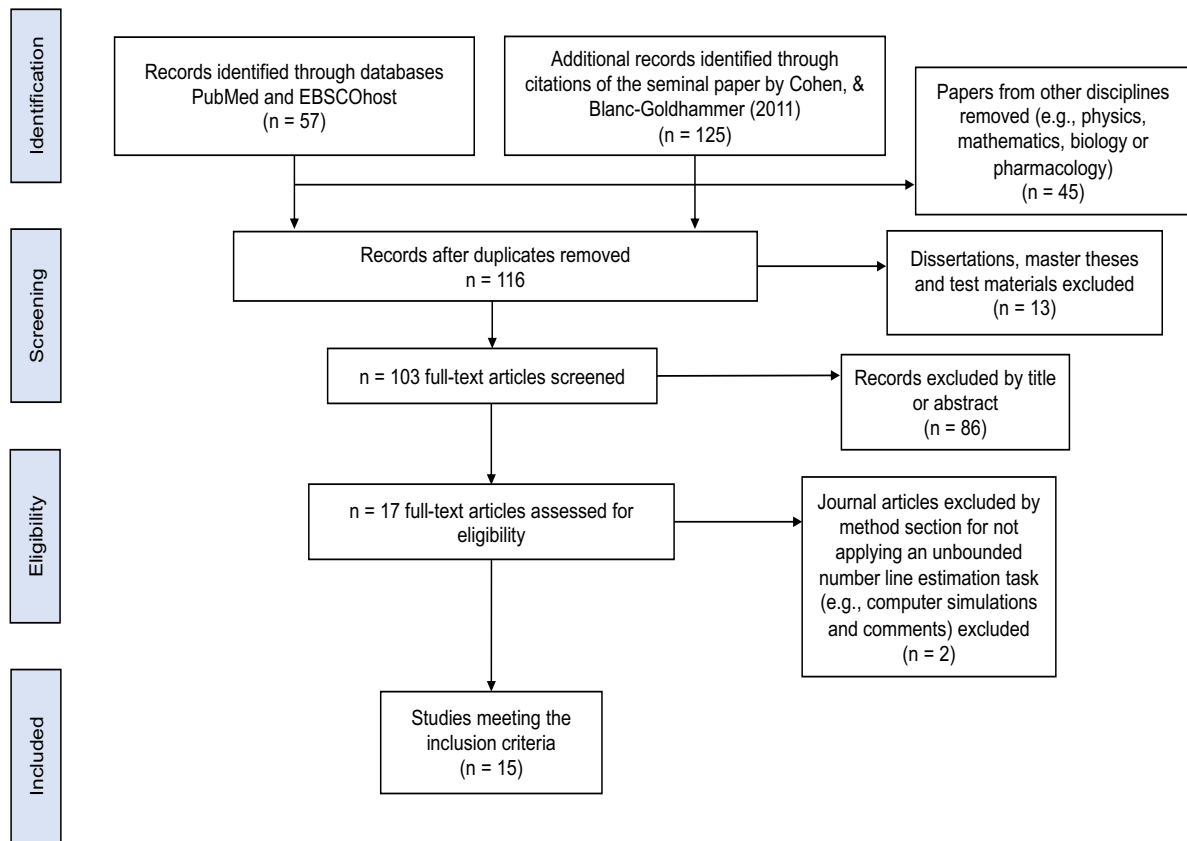 Identification
Records identified through databases
PubMed and EBSCOhost
(n = 57)
Additional records identified through
citations of the seminal paper by Cohen, &
Blanc-Goldhammer (2011)
(n = 125)
Papers from other disciplines
removed (e.g., physics,
mathematics, biology or
pharmacology)
(n = 45)
Screening
Records after duplicates removed
n = 116
Dissertations, master theses
and test materials excluded
(n = 13)
n = 103 full-text articles screened
Records excluded by title
or abstract
(n = 86)
Eligibility
n = 17 full-text articles assessed for
eligibility
Journal articles excluded by
method section for not
applying an unbounded
number line estimation task
(e.g., computer simulations
and comments) excluded
(n = 2)
Included
Studies meeting the
inclusion criteria
(n = 15)